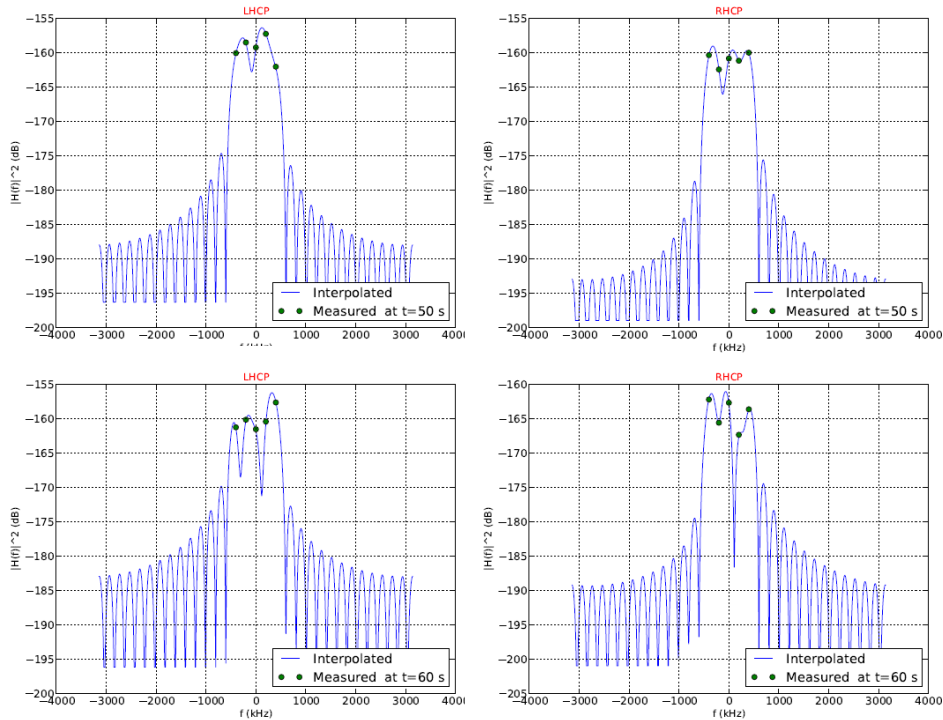 LHCP
−155
−160
−165
−170
−175
−180
−185
−190
−195
−200
|H(f)|^2 (dB)
Interpolated
Measured at t=50 s
−4000 −3000 −2000 −1000 0 1000 2000 3000 4000
f (kHz)
RHCP
−155
−160
−165
−170
−175
−180
−185
−190
−195
−200
|H(f)|^2 (dB)
Interpolated
Measured at t=50 s
−4000 −3000 −2000 −1000 0 1000 2000 3000 4000
f (kHz)
LHCP
−155
−160
−165
−170
−175
−180
−185
−190
−195
−200
|H(f)|^2 (dB)
Interpolated
Measured at t=60 s
−4000 −3000 −2000 −1000 0 1000 2000 3000 4000
f (kHz)
RHCP
−160
−165
−170
−175
−180
−185
−190
−195
−200
−205
|H(f)|^2 (dB)
Interpolated
Measured at t=60 s
−4000 −3000 −2000 −1000 0 1000 2000 3000 4000
f (kHz)